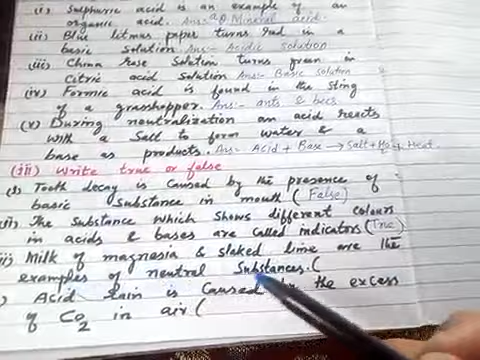 (i) Sulphuric acid is an example of an
organic acid. Ans:- Mineral acid.
(ii) Blue litmus paper turns red in a
basic solution. Ans:- Acidic solution
(iii) China rose solution turns green in
citric acid solution Ans:- Basic solution
(iv) Formic acid is found in the sting
of a grasshopper. Ans:- ants & bees.
(v) During neutralization an acid reacts
with a salt to form water & a
base as products. Ans:- Acid + Base → Salt + H2O + Heat.
(iii) Write true or false
(i) Tooth decay is caused by the presence of
basic substance in mouth ( False)
(ii) The substance which shows different colours
in acids & bases are called indicators (True)
Milk of magnesia & slaked lime are the
examples of neutral substances. (
Acid rain is caused by the excess
of CO2 in air (